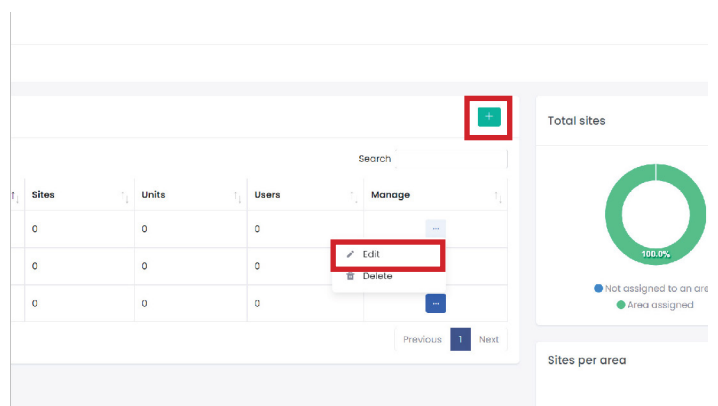 +
Total sites
Search
Sites Units Users Manage
0 0 0 ...
Edit
0 0 0
Delete
0 0 0 ...
100.0%
Not assigned to an are
Area assigned
Previous 1 Next
Sites per area